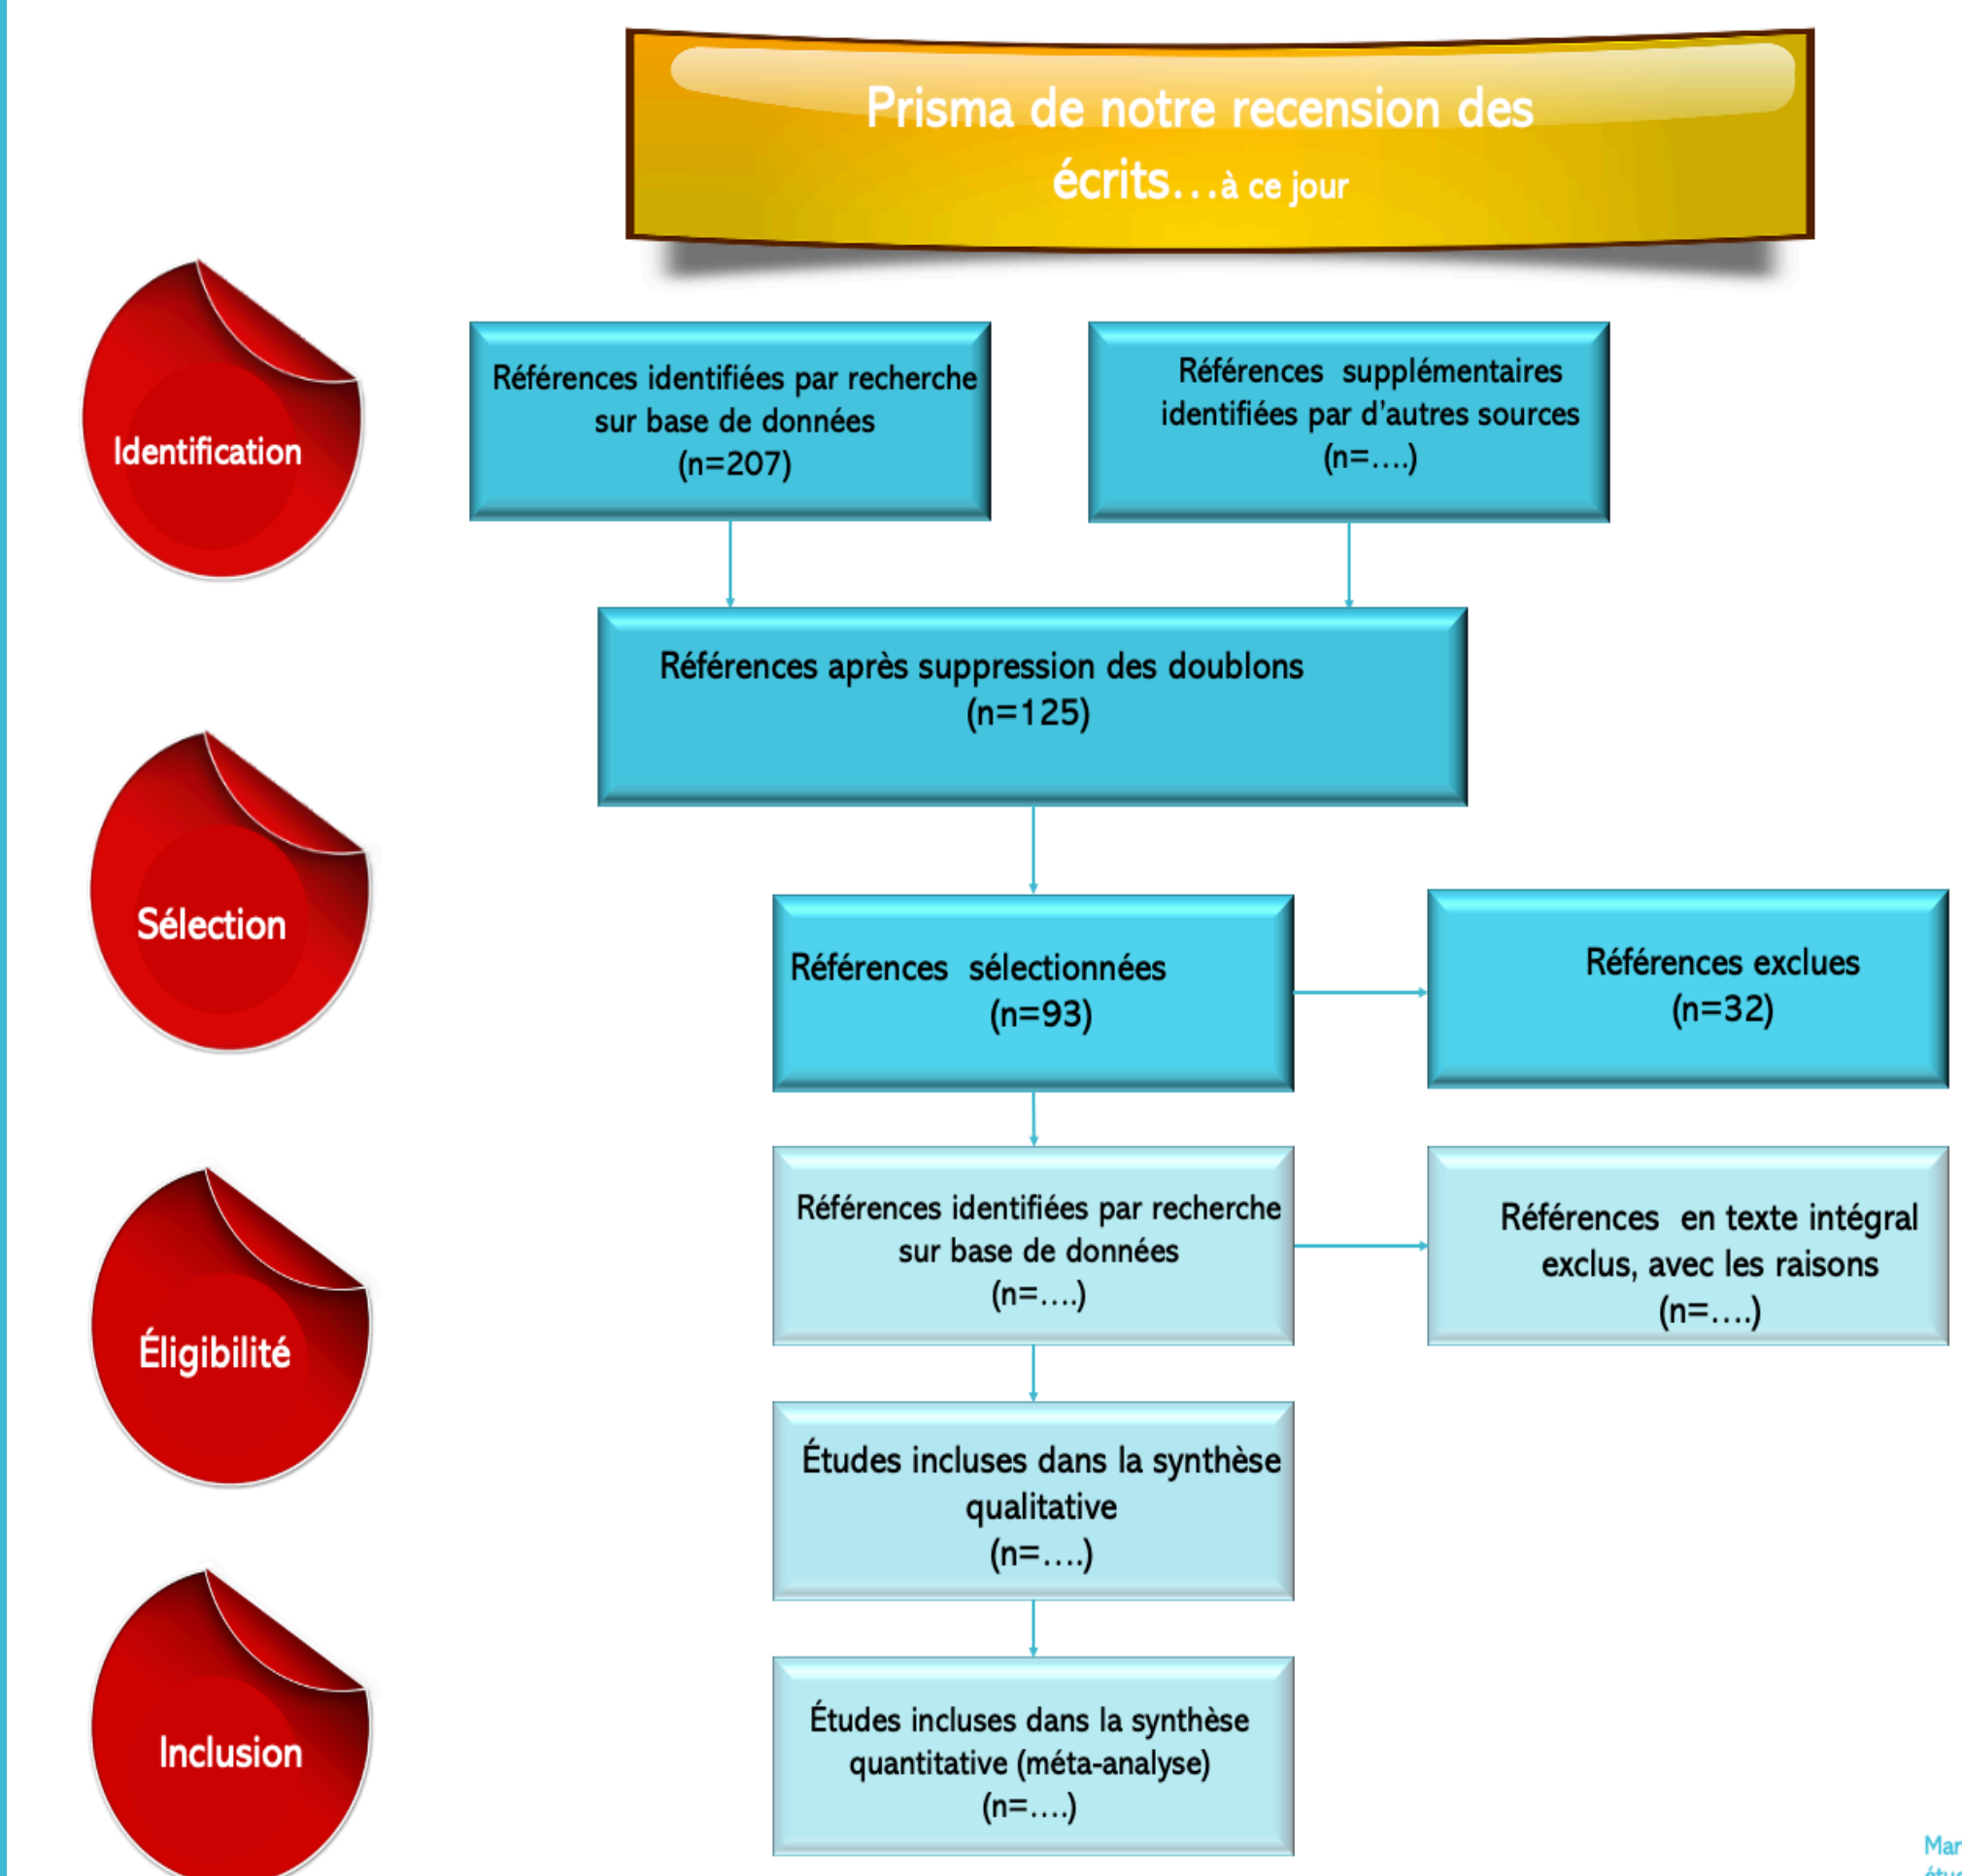 Prisma de notre recension des
écrits...à ce jour
Identification
Références identifiées par recherche
sur base de données
(n=207)
Références supplémentaires
identifiées par d'autres sources
(n=....)
Références après suppression des doublons
(n=125)
Sélection
Références sélectionnées
(n=93)
Références exclues
(n=32)
Éligibilité
Références identifiées par recherche
sur base de données
(n=....)
Références en texte intégral
exclus, avec les raisons
(n=....)
Études incluses dans la synthèse
qualitative
(n=....)
Inclusion
Études incluses dans la synthèse
quantitative (méta-analyse)
(n=....)
Mar